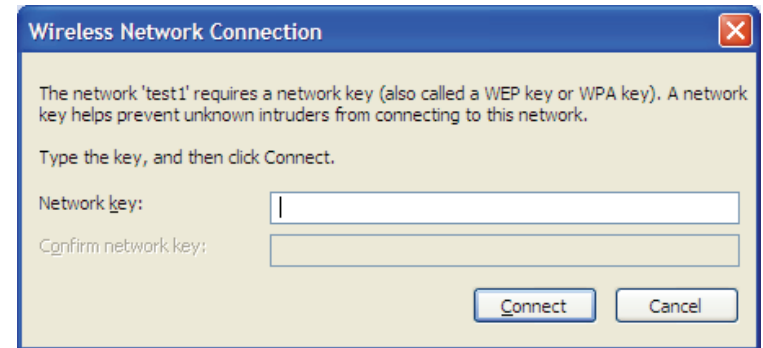 Wireless Network Connection
The network 'test1' requires a network key (also called a WEP key or WPA key). A network
key helps prevent unknown intruders from connecting to this network.
Type the key, and then click Connect.
Network key:
Confirm network key:
Connect Cancel